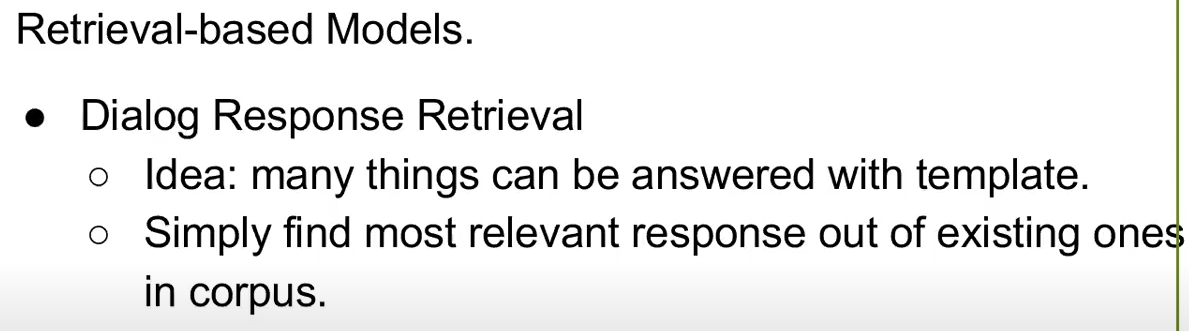 Retrieval-based Models.
● Dialog Response Retrieval
○ Idea: many things can be answered with template.
○ Simply find most relevant response out of existing ones
in corpus.